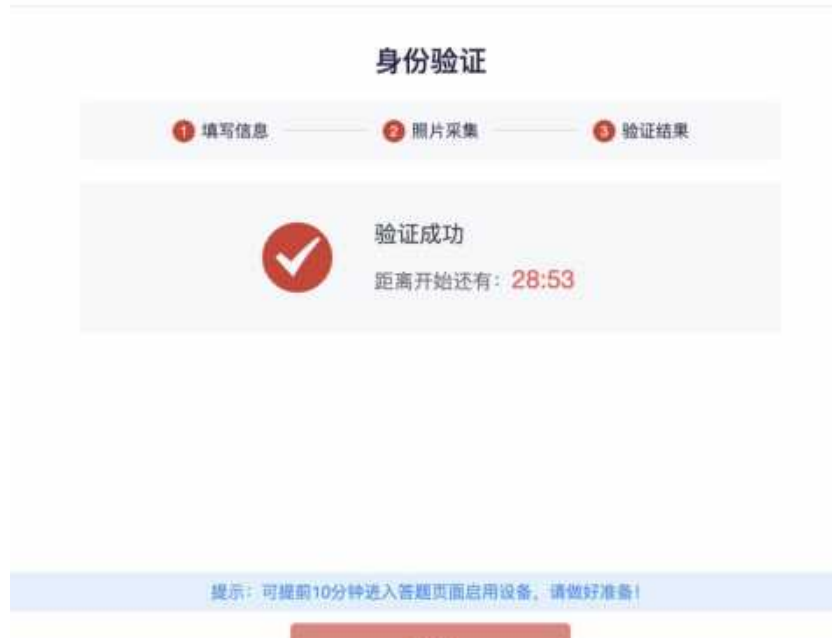 身份验证
1 填写信息 2 照片采集 3 验证结果
验证成功
距离开始还有：28:53
提示：可提前10分钟进入答题页面启用设备，请做好准备！